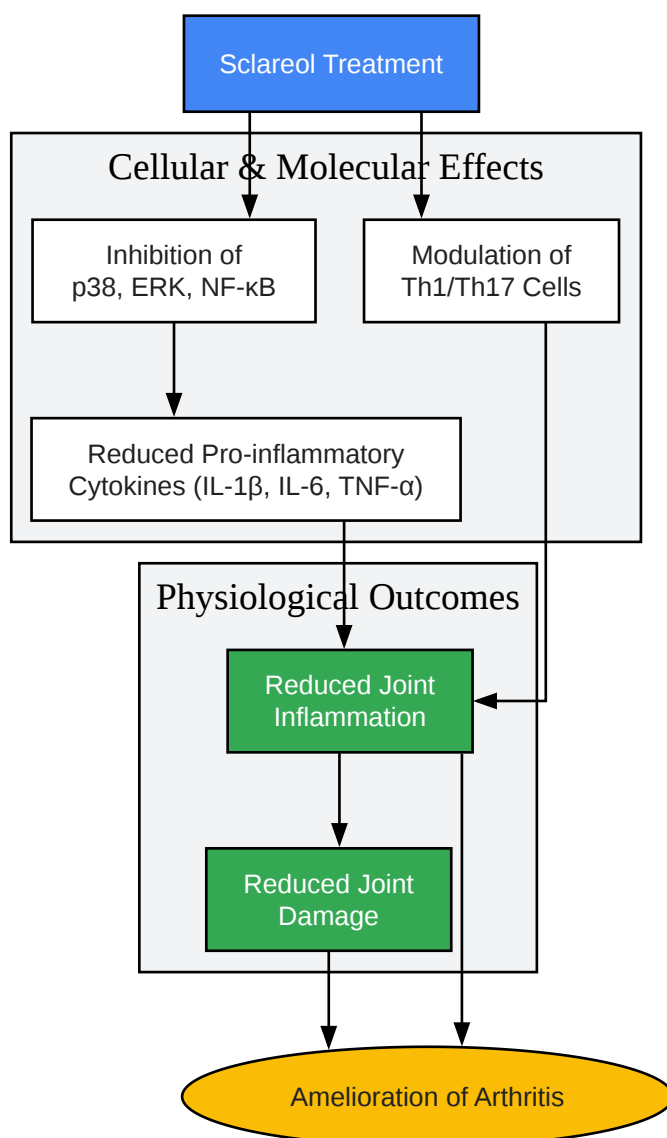 Sclareol Treatment
Cellular & Molecular Effects
Inhibition of
p38, ERK, NF-κB
Modulation of
Th1/Th17 Cells
Reduced Pro-inflammatory
Cytokines (IL-1β, IL-6, TNF-α)
Physiological Outcomes
Reduced Joint
Inflammation
Reduced Joint
Damage
Amelioration of Arthritis